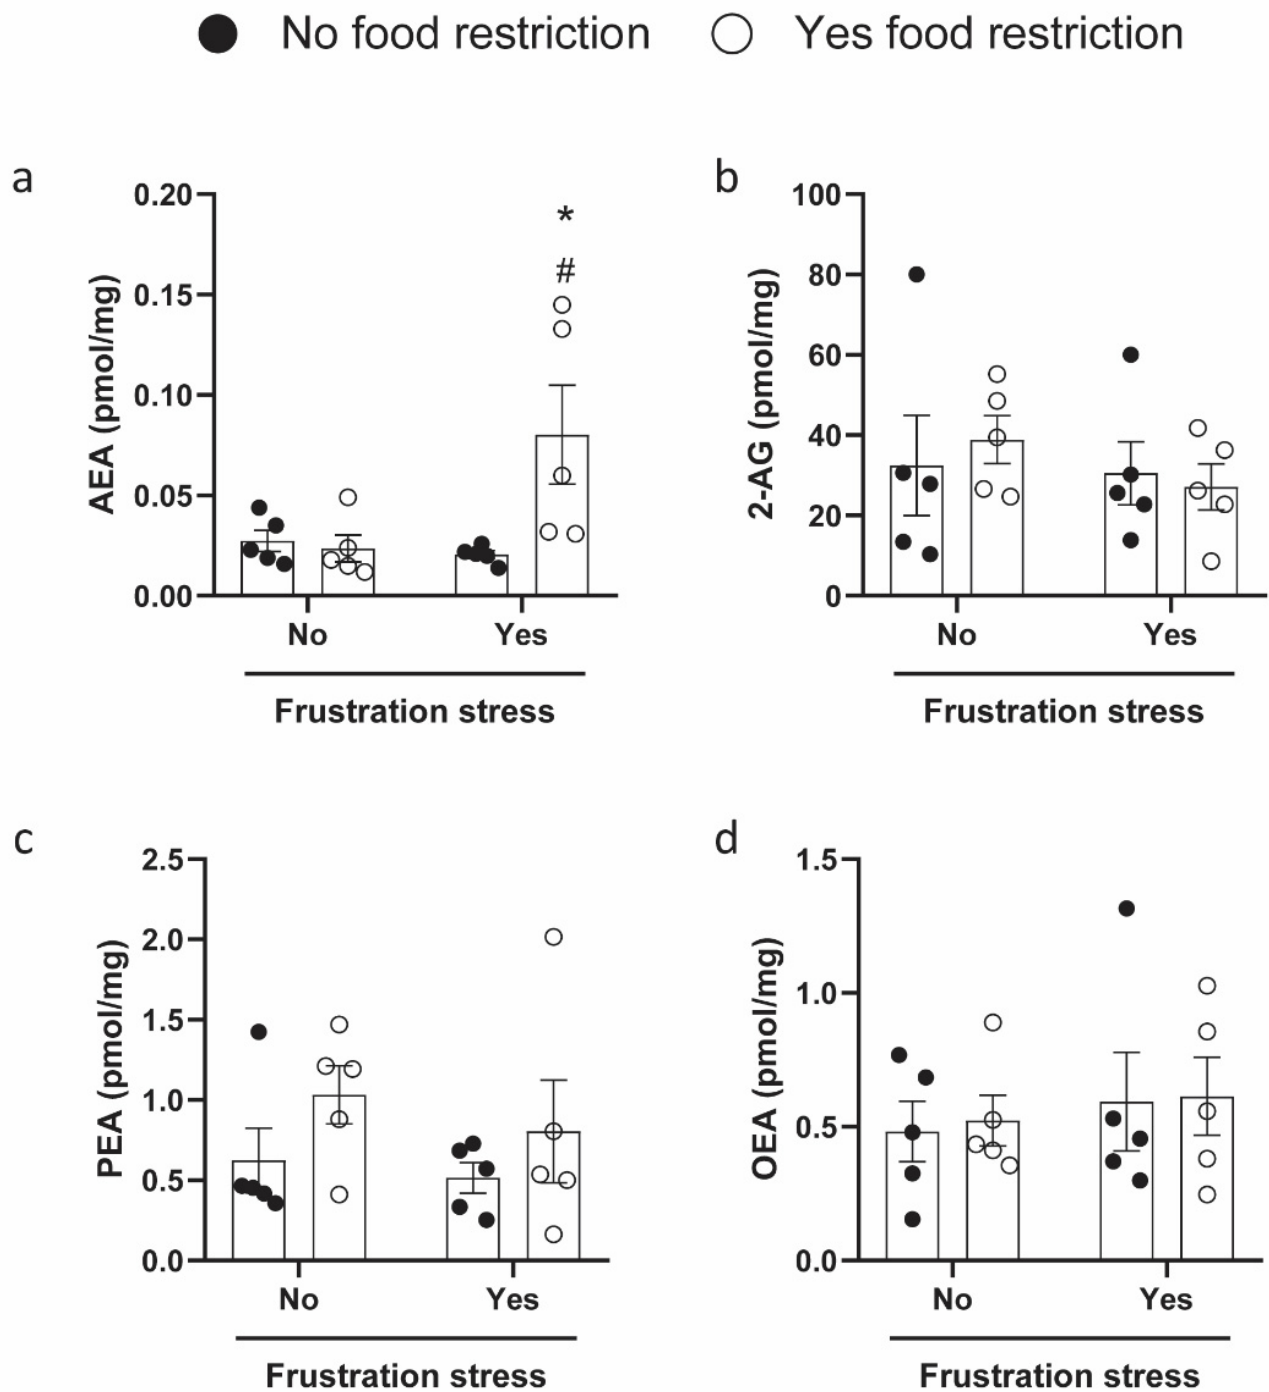 No food restriction Yes food restriction
a
0.20
0.15
0.10
0.05
0.00
AEA (pmol/mg)
*
#
No Yes
Frustration stress
b
100
80
60
40
20
0
2-AG (pmol/mg)
No Yes
Frustration stress
c
2.5
2.0
1.5
1.0
0.5
0.0
PEA (pmol/mg)
No Yes
Frustration stress
d
1.5
1.0
0.5
0.0
OEA (pmol/mg)
No Yes
Frustration stress